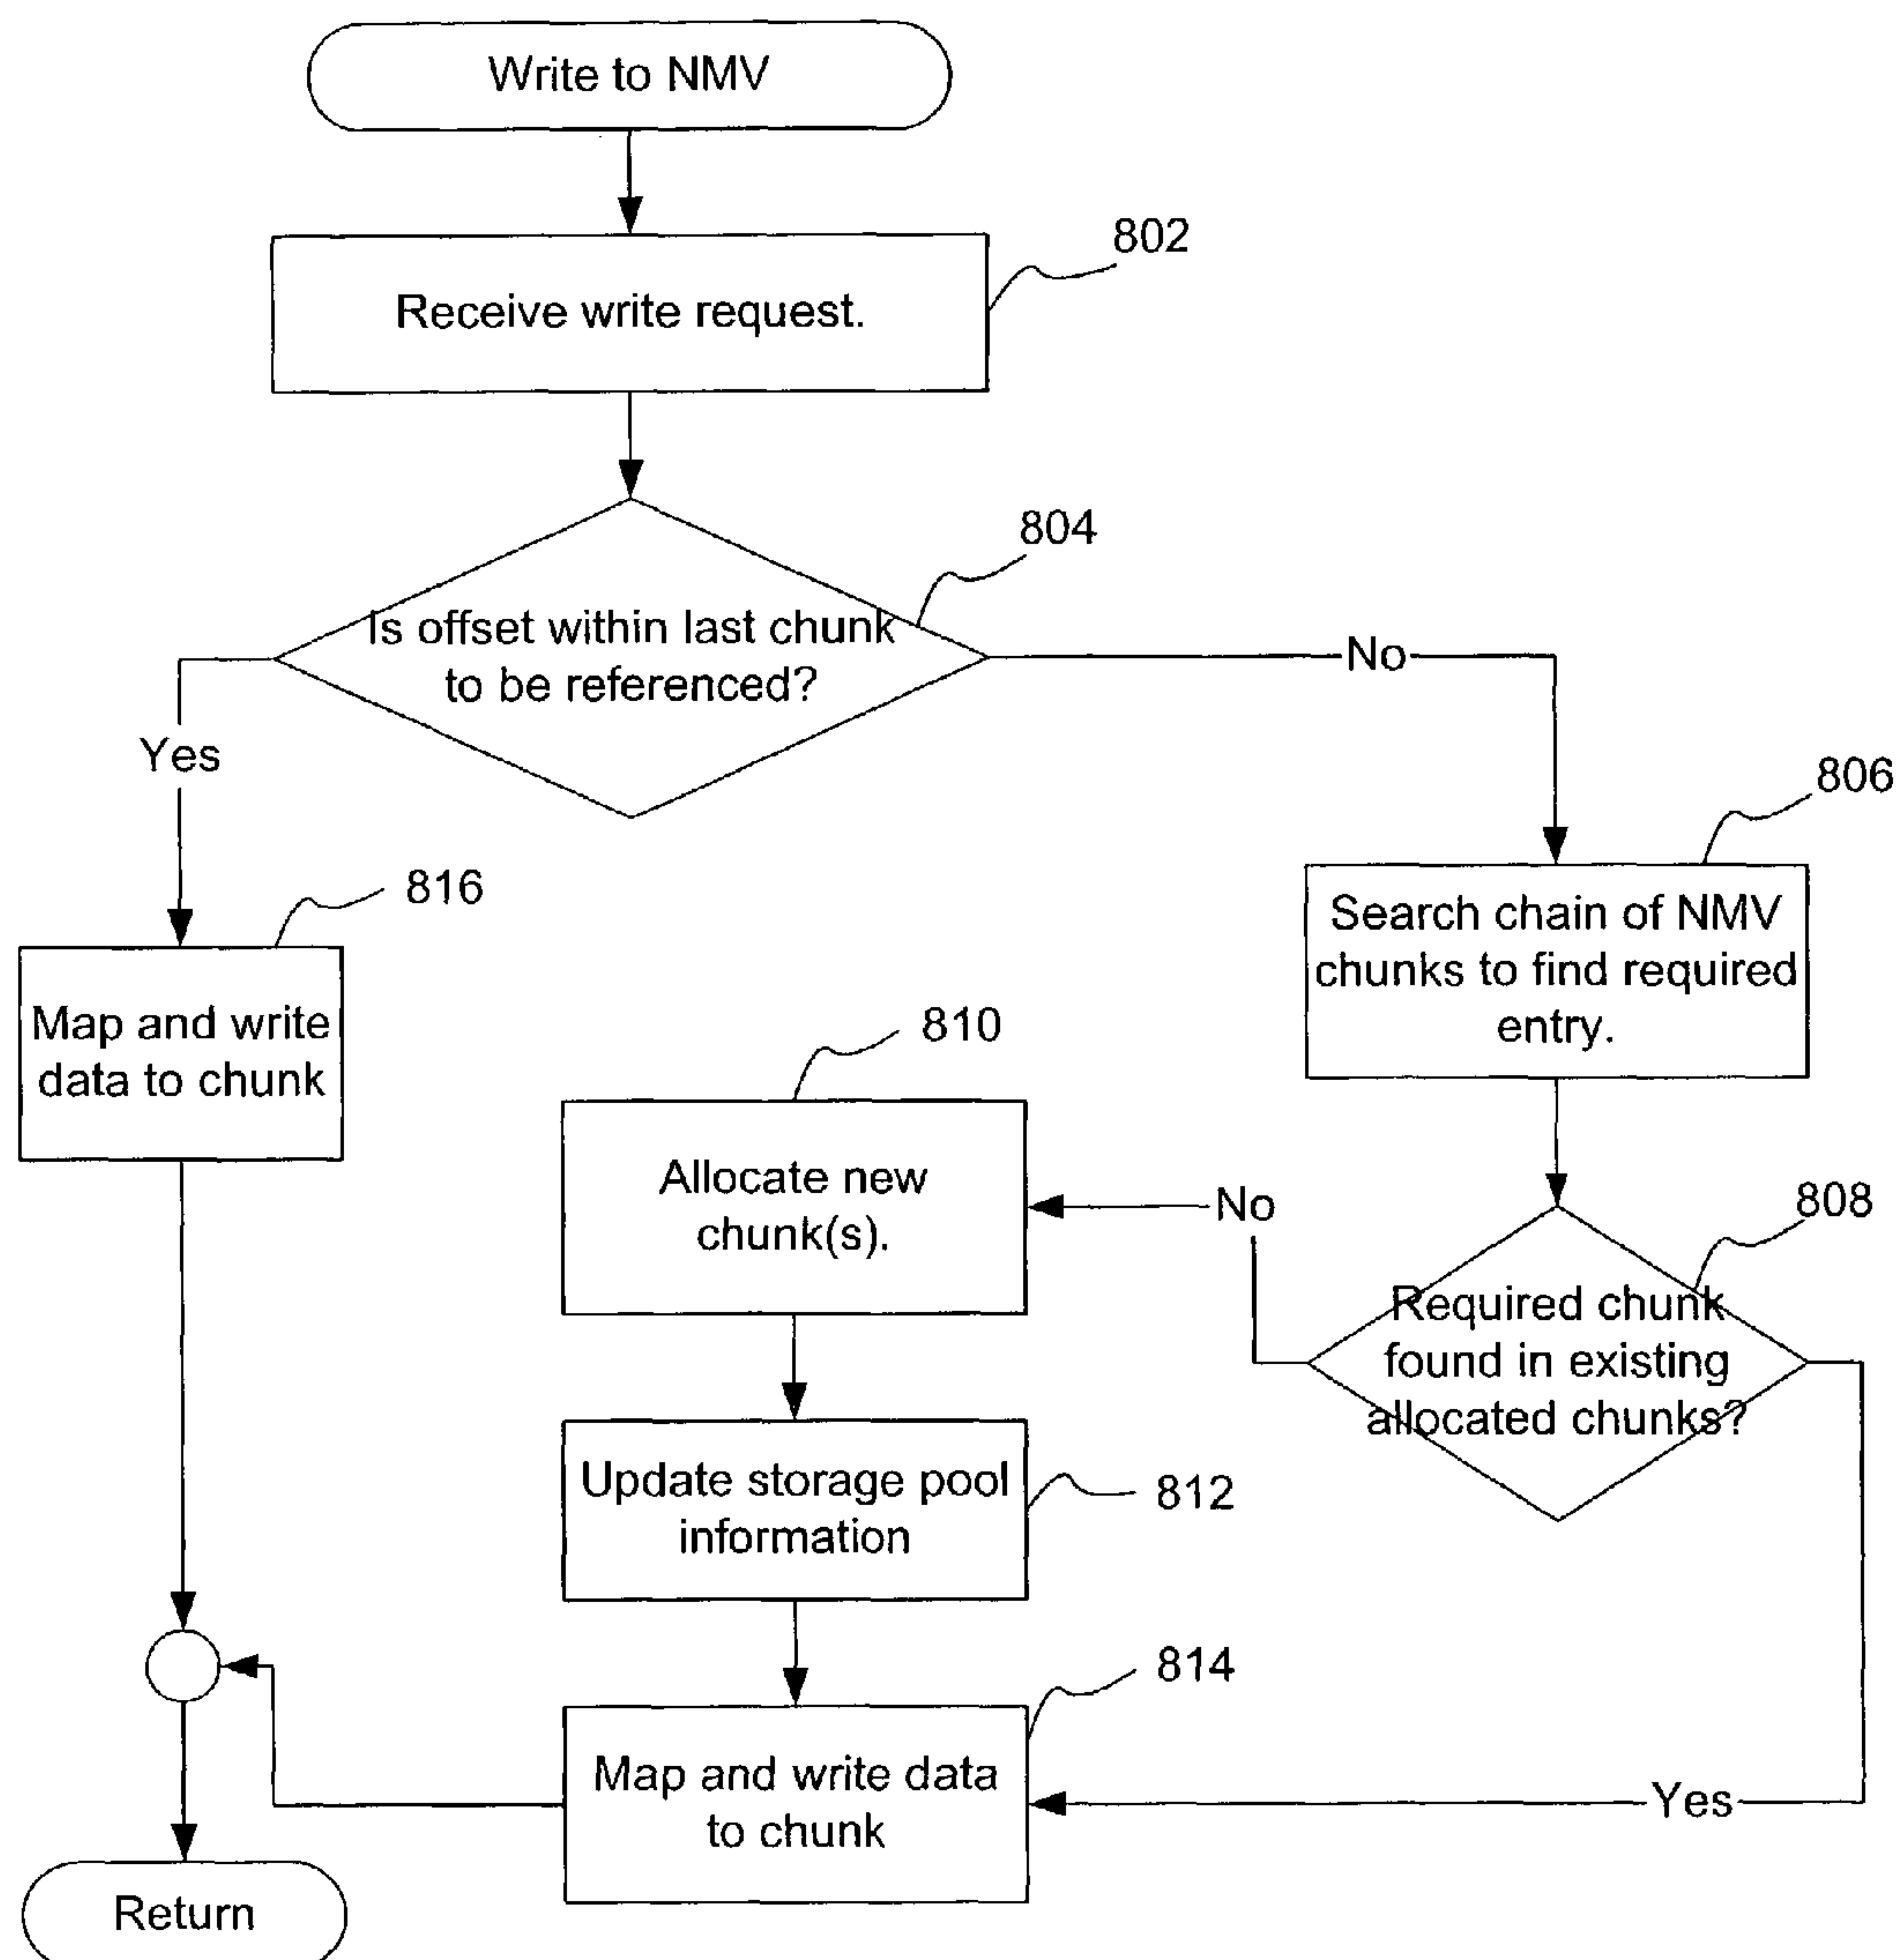 Write to NMV
802
Receive write request.
804
Is offset within last chunk
to be referenced?
No
Yes
806
816
Search chain of NMV
chunks to find required
entry.
Map and write
data to chunk
810
Allocate new
chunk(s).
No
808
Required chunk
found in existing
allocated chunks?
Update storage pool
information
812
814
Map and write data
to chunk
Yes
Return